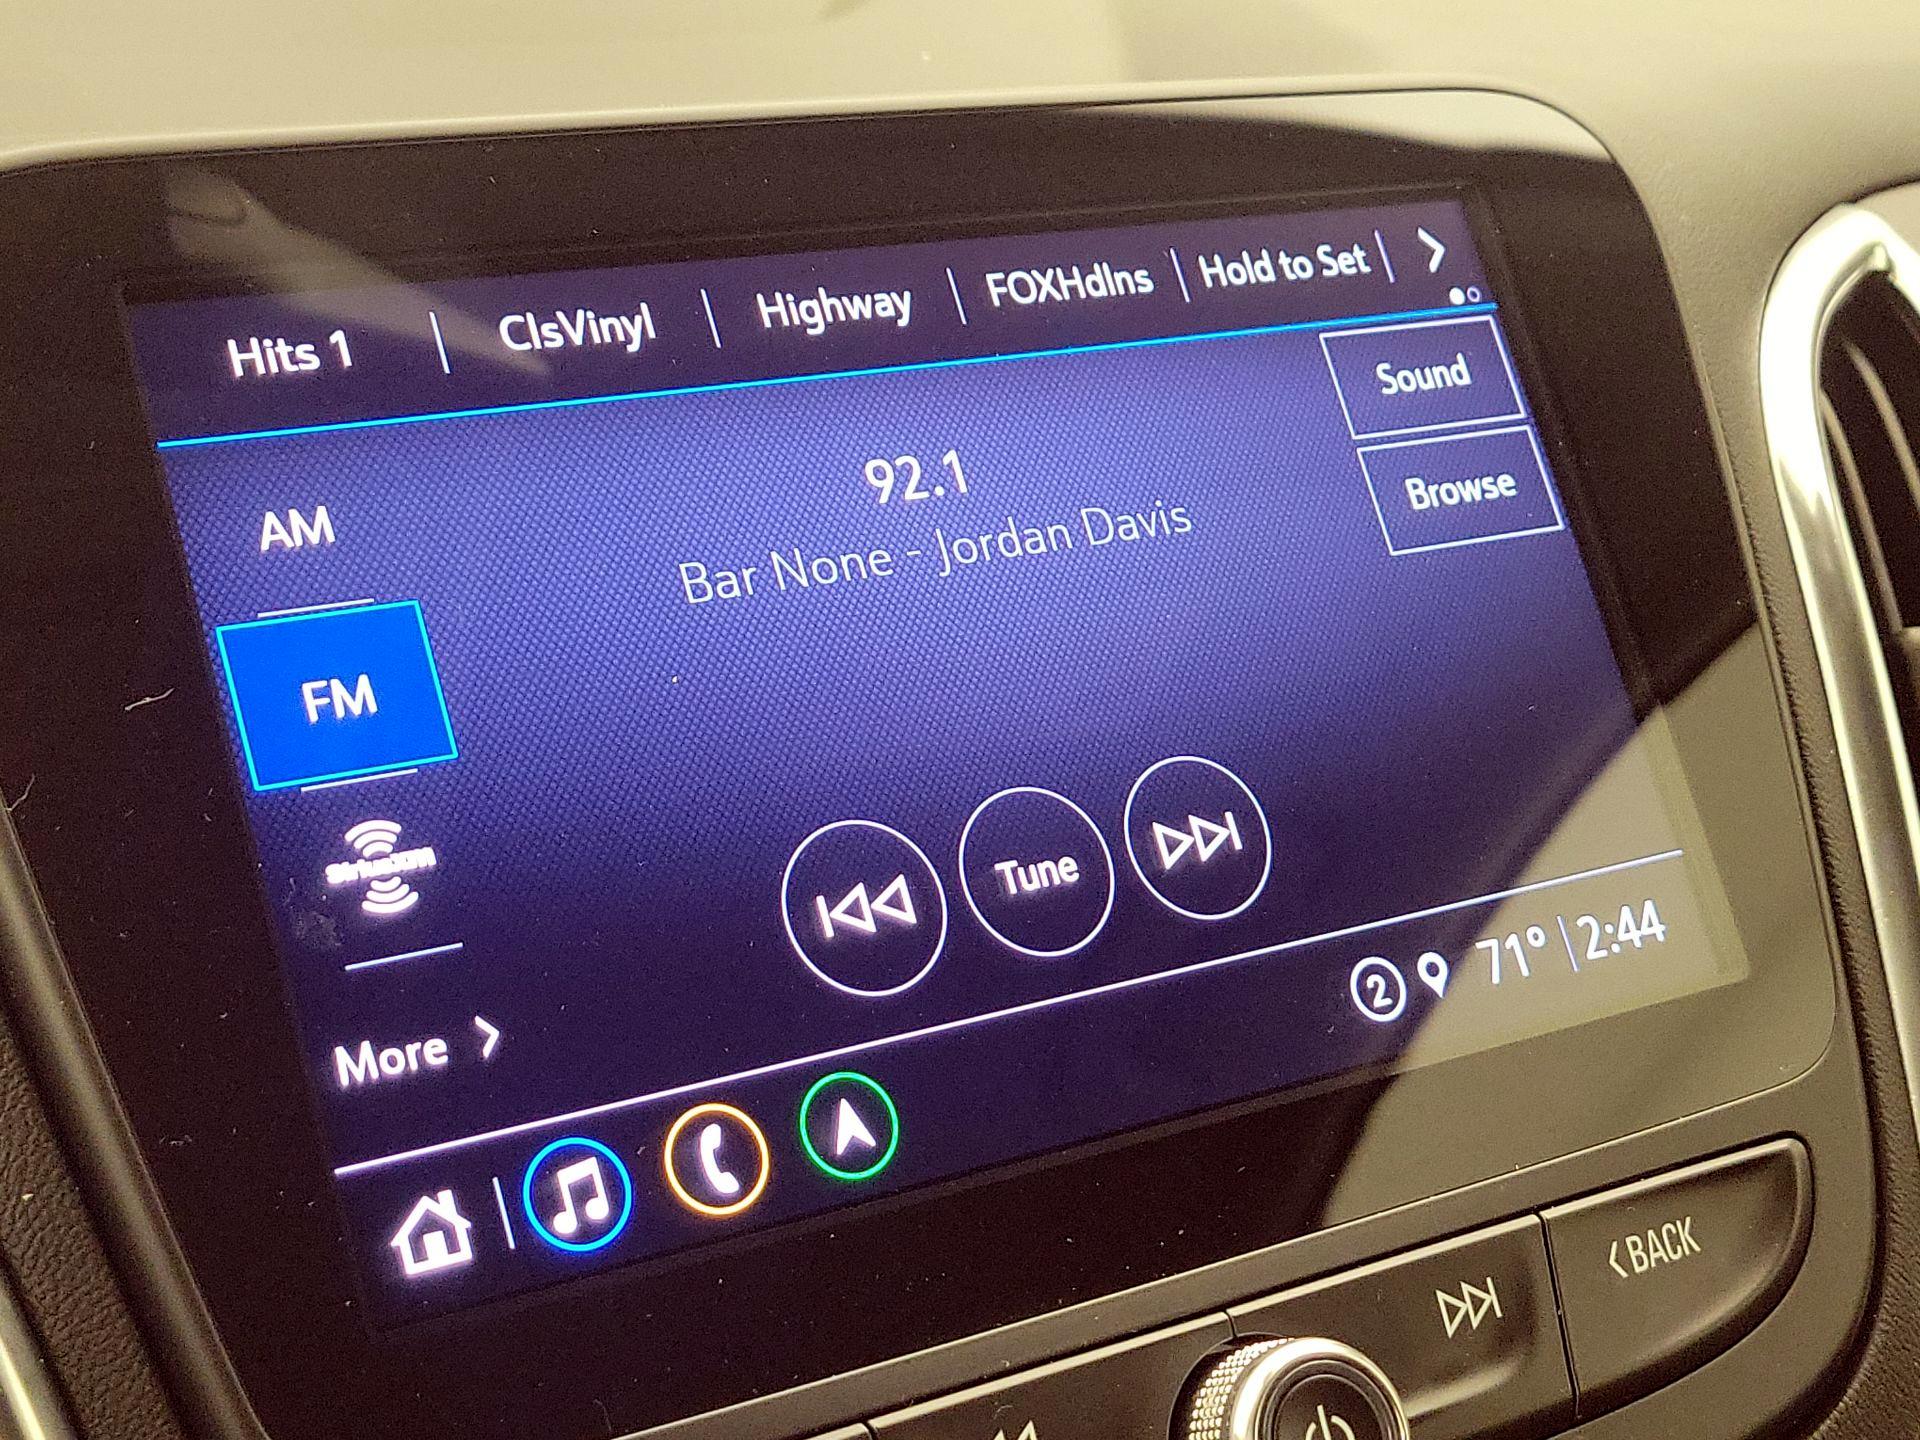 Hits 1 ClsVinyl Highway FOXHdlns Hold to Set
Sound
92.1
Browse
AM
Bar None - Jordan Davis
FM
SiriusXM
Tune
More
2 71° 2:44
BACK